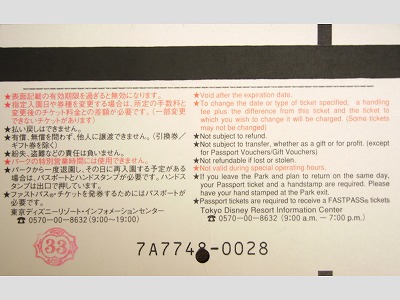 ★表面記載の有効期限を過ぎると無効になります。
★指定入園日や券種を変更する場合は、所定の手数料と
変更後のチケット料金との差額が必要です。(一部変更
できないチケットがあります)
★払い戻しはできません。
★有償、無償を問わず、他人に譲渡できません。(引換券/
ギフト券を除く)
★紛失、盗難などの責任は負いません。
★パークの特別営業時間には使用できません。
★パークから一度退園し、その日に再入園する予定がある
場合は、パスポートとハンドスタンプが必要です。ハンドス
タンプは出口で押しています。
★ファストパス・チケットを発券するためにはパスポートが
必要です。
東京ディズニーリゾート・インフォメーションセンター
☎0570-00-8632(9:00〜19:00)
★Void after the expiration date.
★To change the date or type of ticket specified, a handling
fee plus the difference from this ticket and the ticket to
which you wish to change it will be charged. (Some tickets
may not be changed)
★Not subject to refund.
★Not subject to transfer, whether as a gift or for profit. (except
for Passport Vouchers/Gift Vouchers)
★Not refundable if lost or stolen.
★Not valid during special operating hours.
★If you leave the Park and plan to return on the same day,
your Passport ticket and a handstamp are required. Please
have your hand stamped at the Park exit.
★Passport tickets are required to receive a FASTPASS® tickets
Tokyo Disney Resort Information Center
☎0570-00-8632 (9:00 a.m. - 7:00 p.m.)
33
7A7748-0028